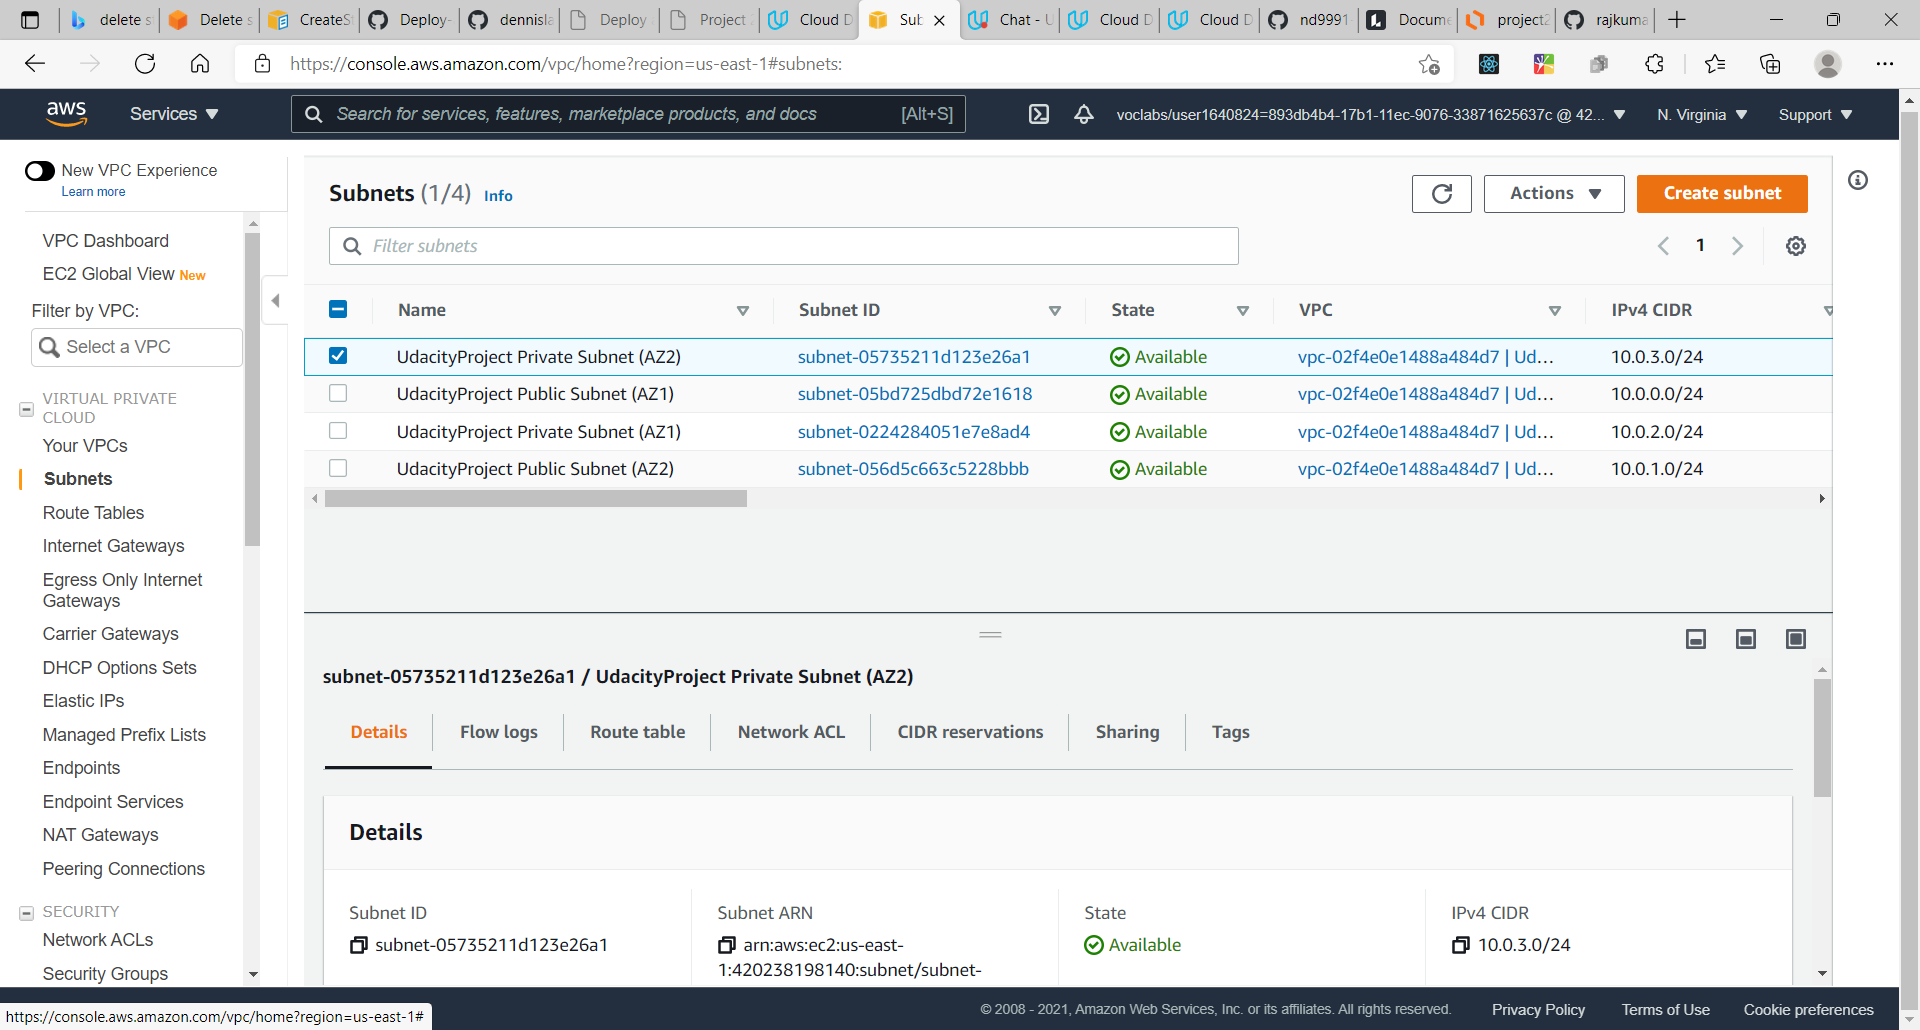 delete s
Delete s
CreateSt
Deploy-
dennisla
Deploy
Project
Cloud D
Sub
Chat - U
Cloud D
Cloud D
nd9991
Docume
project2
rajkuma
https://console.aws.amazon.com/vpc/home?region=us-east-1#subnets:
aws
Services
Search for services, features, marketplace products, and docs
[Alt+S]
voclabs/user1640824=893db4b4-17b1-11ec-9076-33871625637c @ 42...
N. Virginia
Support
New VPC Experience
Learn more
VPC Dashboard
EC2 Global View New
Filter by VPC:
Select a VPC
VIRTUAL PRIVATE
CLOUD
Your VPCs
Subnets
Route Tables
Internet Gateways
Egress Only Internet
Gateways
Carrier Gateways
DHCP Options Sets
Elastic IPs
Managed Prefix Lists
Endpoints
Endpoint Services
NAT Gateways
Peering Connections
SECURITY
Network ACLs
Security Groups
Subnets (1/4) Info
Actions
Create subnet
Filter subnets
1
Name Subnet ID State VPC IPv4 CIDR
UdacityProject Private Subnet (AZ2) subnet-05735211d123e26a1 Available vpc-02f4e0e1488a484d7 | Ud... 10.0.3.0/24
UdacityProject Public Subnet (AZ1) subnet-05bd725dbd72e1618 Available vpc-02f4e0e1488a484d7 | Ud... 10.0.0.0/24
UdacityProject Private Subnet (AZ1) subnet-0224284051e7e8ad4 Available vpc-02f4e0e1488a484d7 | Ud... 10.0.2.0/24
UdacityProject Public Subnet (AZ2) subnet-056d5c663c5228bbb Available vpc-02f4e0e1488a484d7 | Ud... 10.0.1.0/24
subnet-05735211d123e26a1 / UdacityProject Private Subnet (AZ2)
Details Flow logs Route table Network ACL CIDR reservations Sharing Tags
Details
Subnet ID
subnet-05735211d123e26a1
Subnet ARN
arn:aws:ec2:us-east-
1:420238198140:subnet/subnet-
State
Available
IPv4 CIDR
10.0.3.0/24
https://console.aws.amazon.com/vpc/home?region=us-east-1#
© 2008 - 2021, Amazon Web Services, Inc. or its affiliates. All rights reserved.
Privacy Policy
Terms of Use
Cookie preferences